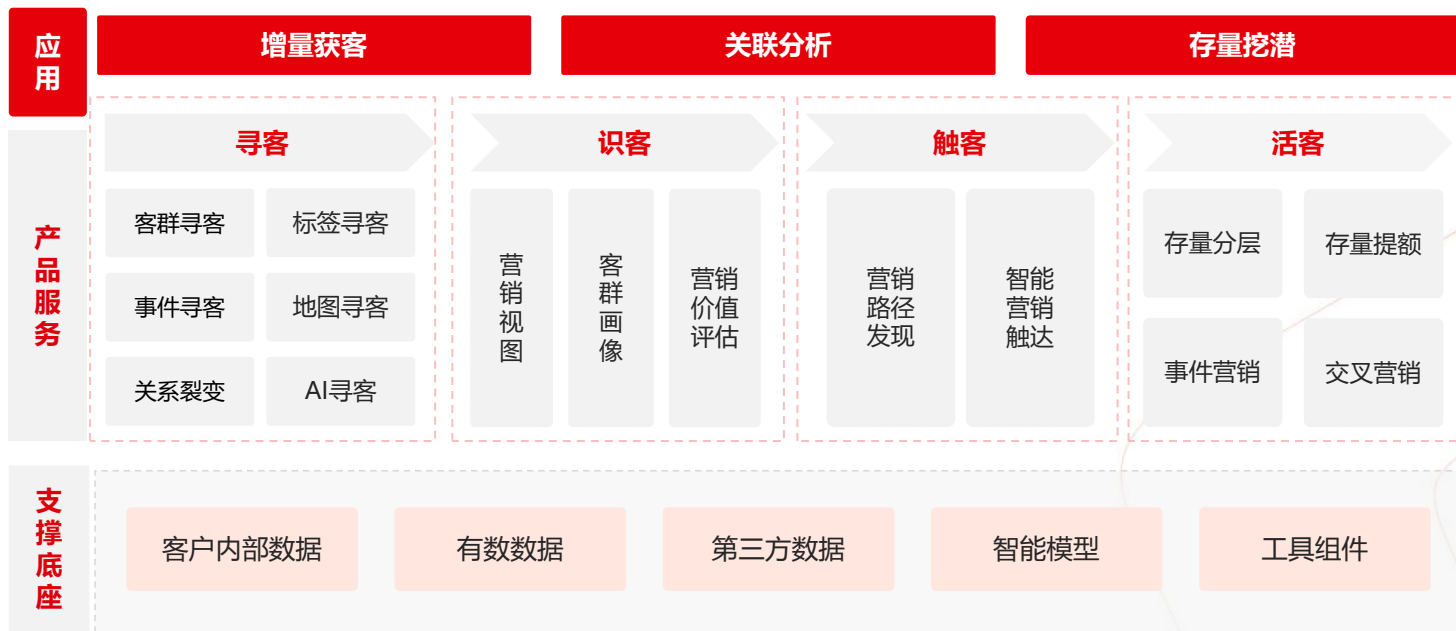 应
用
增量获客
关联分析
存量挖潜
产
品
服
务
寻客
客群寻客
标签寻客
事件寻客
地图寻客
关系裂变
AI寻客
识客
营
销
视
图
客
群
画
像
营销
价值
评估
触客
营销
路径
发现
智能
营销
触达
活客
存量分层
存量提额
事件营销
交叉营销
支
撑
底
座
客户内部数据
有数数据
第三方数据
智能模型
工具组件